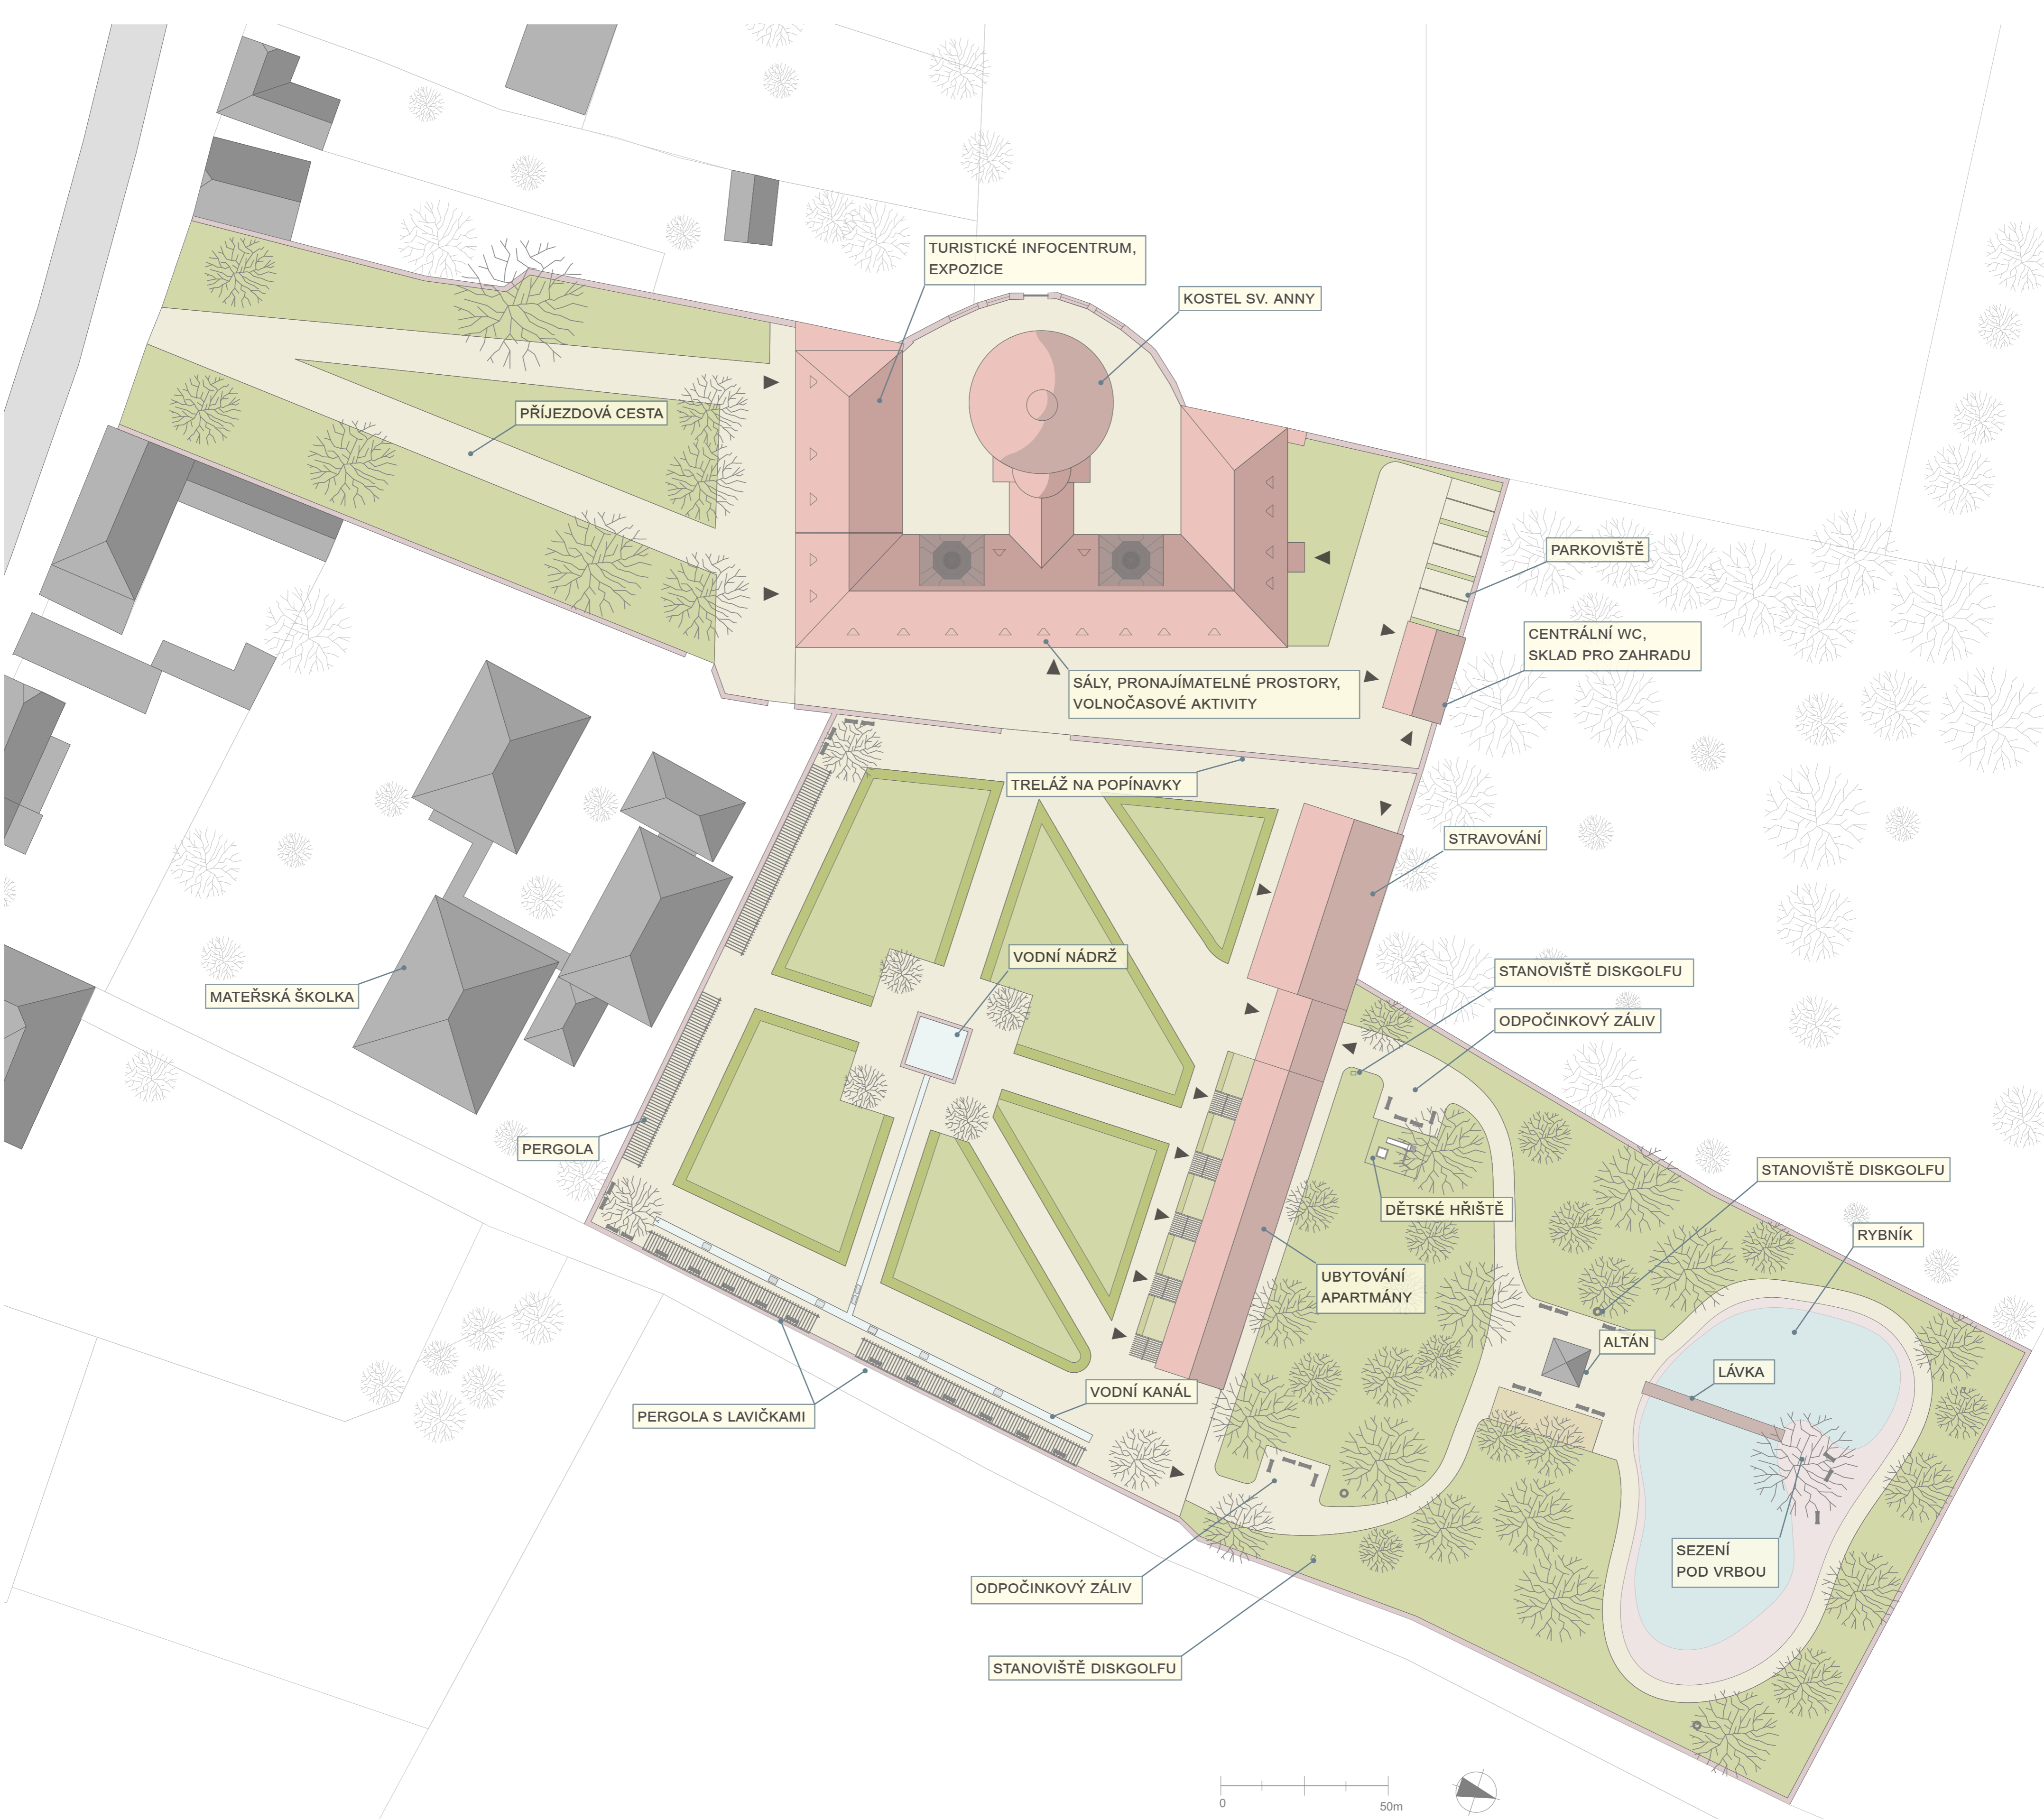 TURISTICKÉ INFOCENTRUM,
EXPOZICE
KOSTEL SV. ANNY
PŘÍJEZDOVÁ CESTA
PARKOVIŠTĚ
CENTRÁLNÍ WC,
SKLAD PRO ZAHRADU
SÁLY, PRONAJÍMATELNÉ PROSTORY,
VOLNOČASOVÉ AKTIVITY
TRELÁŽ NA POPÍNAVKY
STRAVOVÁNÍ
VODNÍ NÁDRŽ
STANOVIŠTĚ DISKGOLFU
MATEŘSKÁ ŠKOLKA
ODPOČINKOVÝ ZÁLIV
PERGOLA
STANOVIŠTĚ DISKGOLFU
DĚTSKÉ HŘIŠTĚ
RYBNÍK
UBYTOVÁNÍ
APARTMÁNY
ALTÁN
LÁVKA
VODNÍ KANÁL
PERGOLA S LAVIČKAMI
SEZENÍ
POD VRBOU
ODPOČINKOVÝ ZÁLIV
STANOVIŠTĚ DISKGOLFU
0 50m